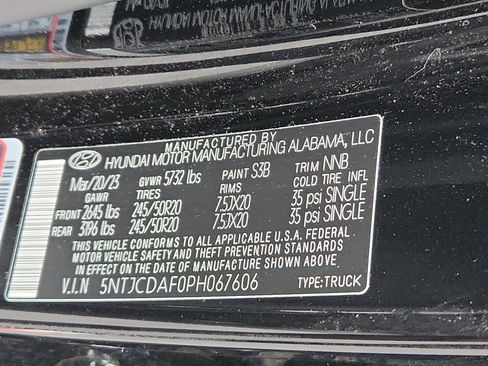 MANUFACTURED BY
HYUNDAI MOTOR MANUFACTURING ALABAMA, LLC
Mar/20/23 GVWR 5732 lbs PAINT S3B TRIM NNB
GAWR TIRES RIMS COLD TIRE INFL
FRONT 2645 lbs 245/50R20 7.5JX20 35 psi SINGLE
REAR 3196 lbs 245/50R20 7.5JX20 35 psi SINGLE
THIS VEHICLE CONFORMS TO ALL APPLICABLE U.S.A. FEDERAL
MOTOR VEHICLE SAFETY AND THEFT PREVENTION STANDARDS
IN EFFECT ON THE DATE OF MANUFACTURE SHOWN ABOVE
V.I.N 5NTJCDAF0PH067606 TYPE:TRUCK